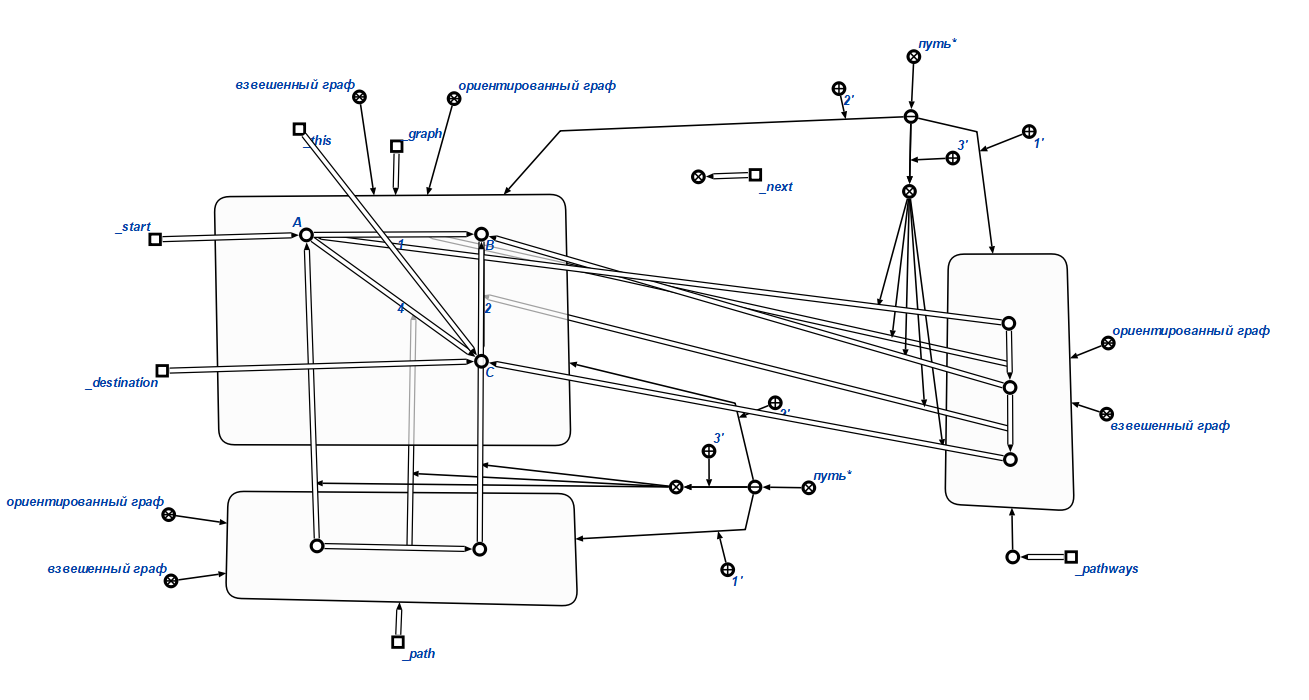 путь*
взвешенный граф
ориентированный граф
2'
_this
_graph
3'
1'
_next
_start
A
1
B
4
2
ориентированный граф
C
_destination
2'
взвешенный граф
3'
путь*
ориентированный граф
взвешенный граф
_pathways
1'
_path